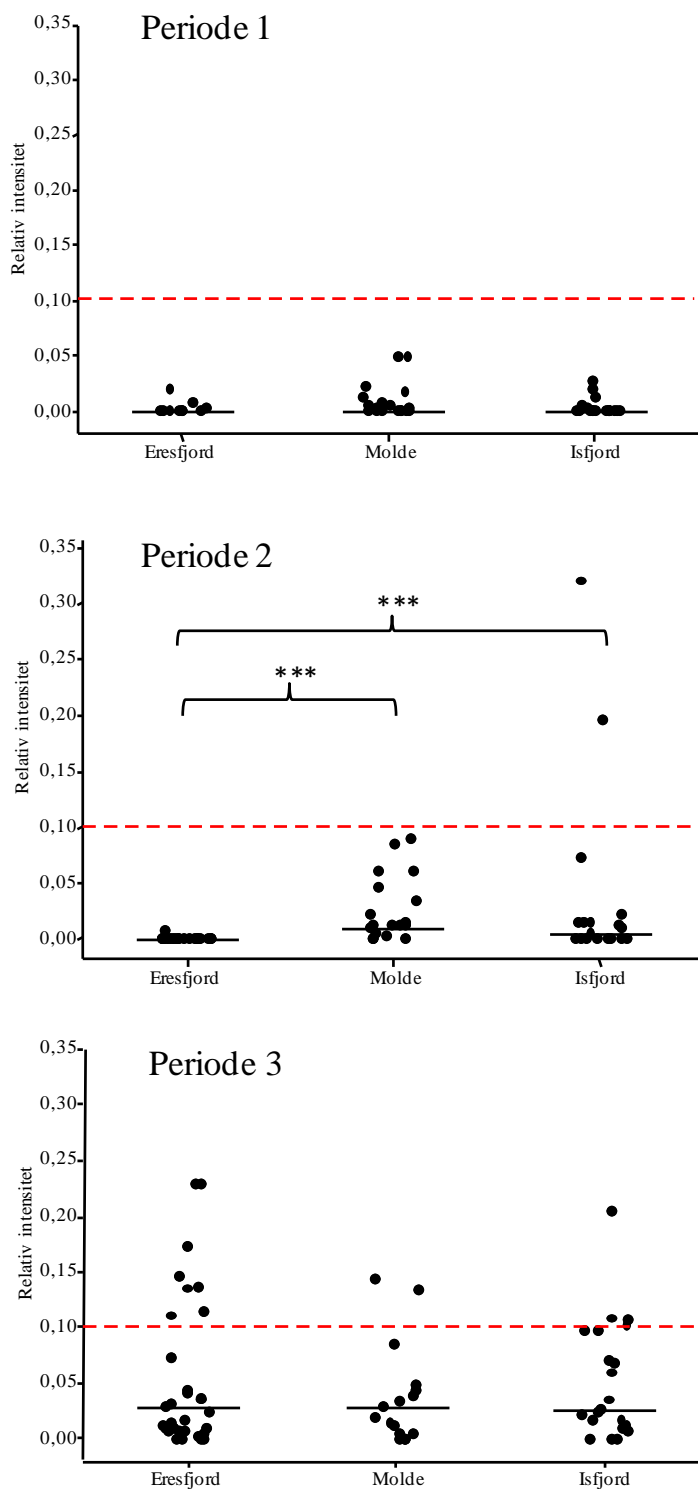 Periode 1
Relativ intensitet
0,35
0,30
0,25
0,20
0,15
0,10
0,05
0,00
Eresfjord Molde Isfjord
Periode 2
Relativ intensitet
0,35
0,30
0,25
0,20
0,15
0,10
0,05
0,00
***
***
Eresfjord Molde Isfjord
Periode 3
Relativ intensitet
0,35
0,30
0,25
0,20
0,15
0,10
0,05
0,00
Eresfjord Molde Isfjord